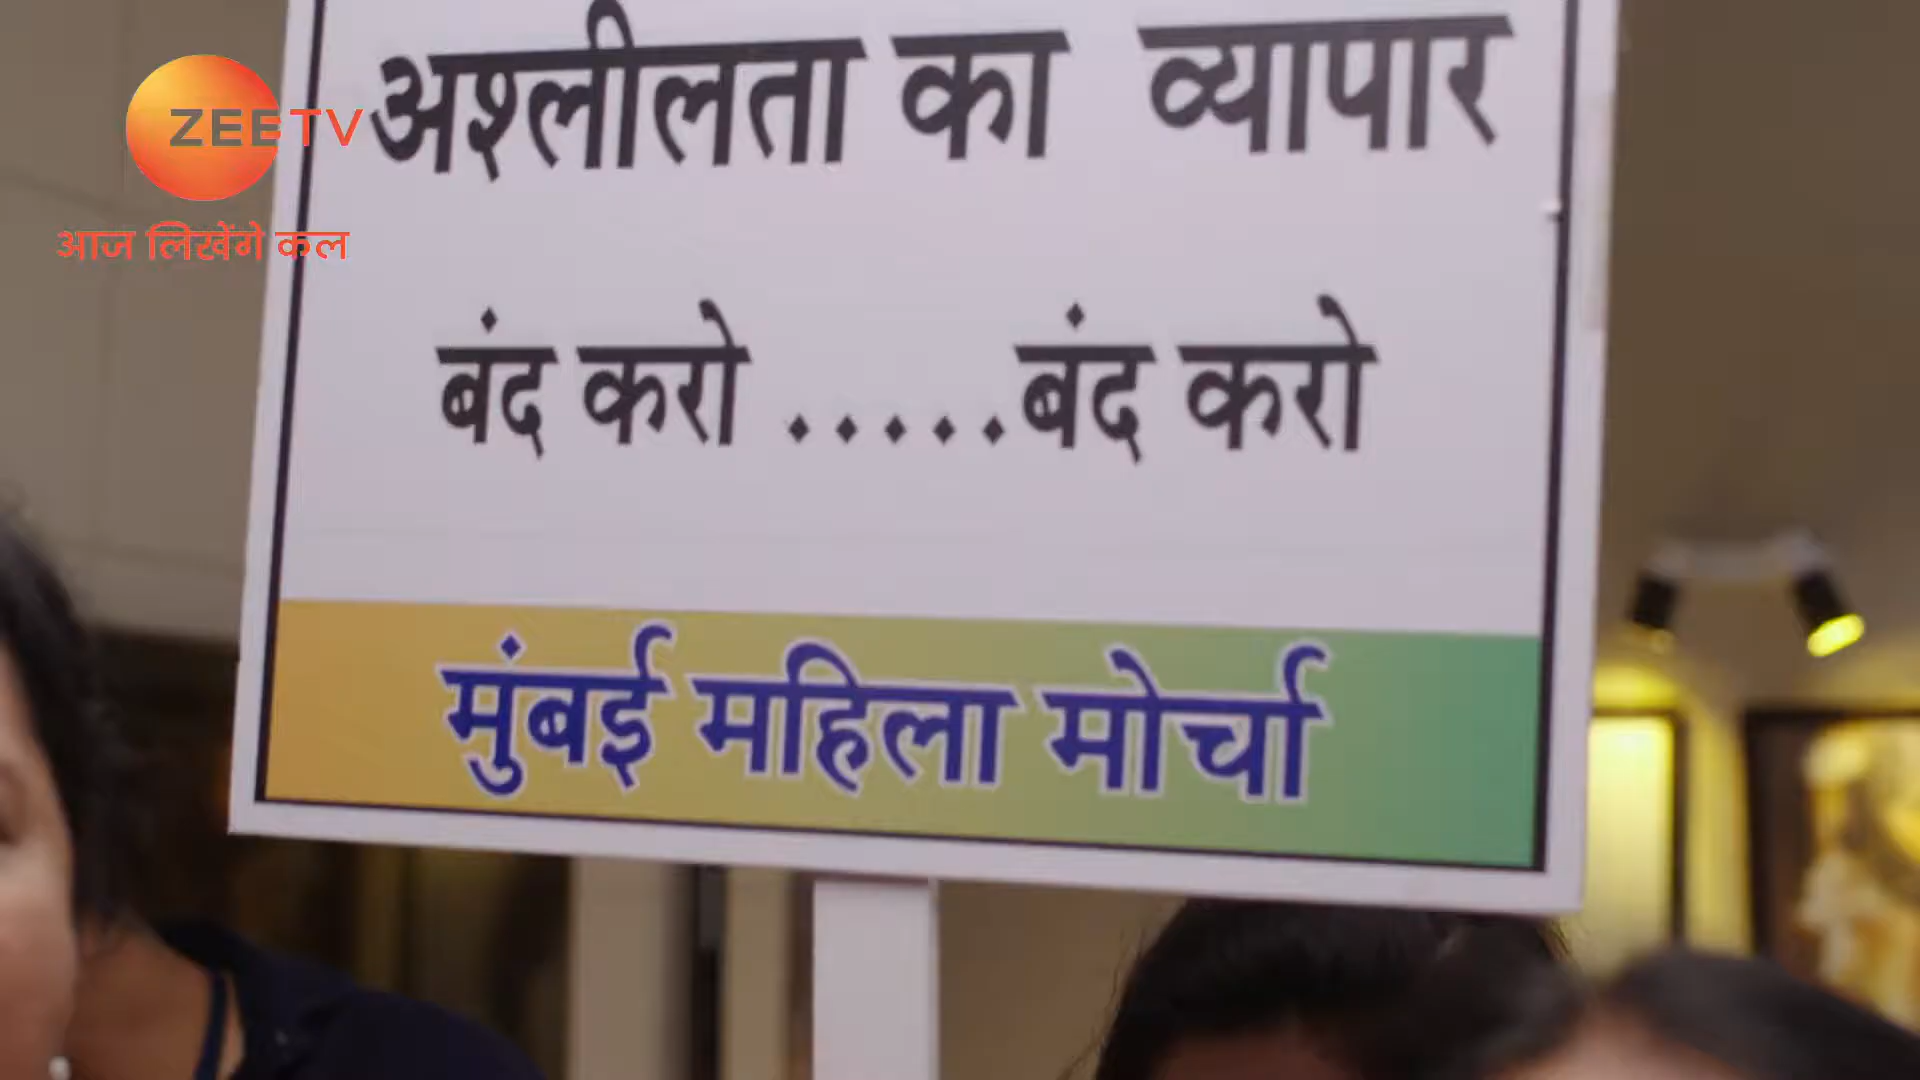 अश्लीलता का व्यापार
ZEE TV
आज लिखेंगे कल
बंद करो .....बंद करो
मुंबई महिला मोर्चा